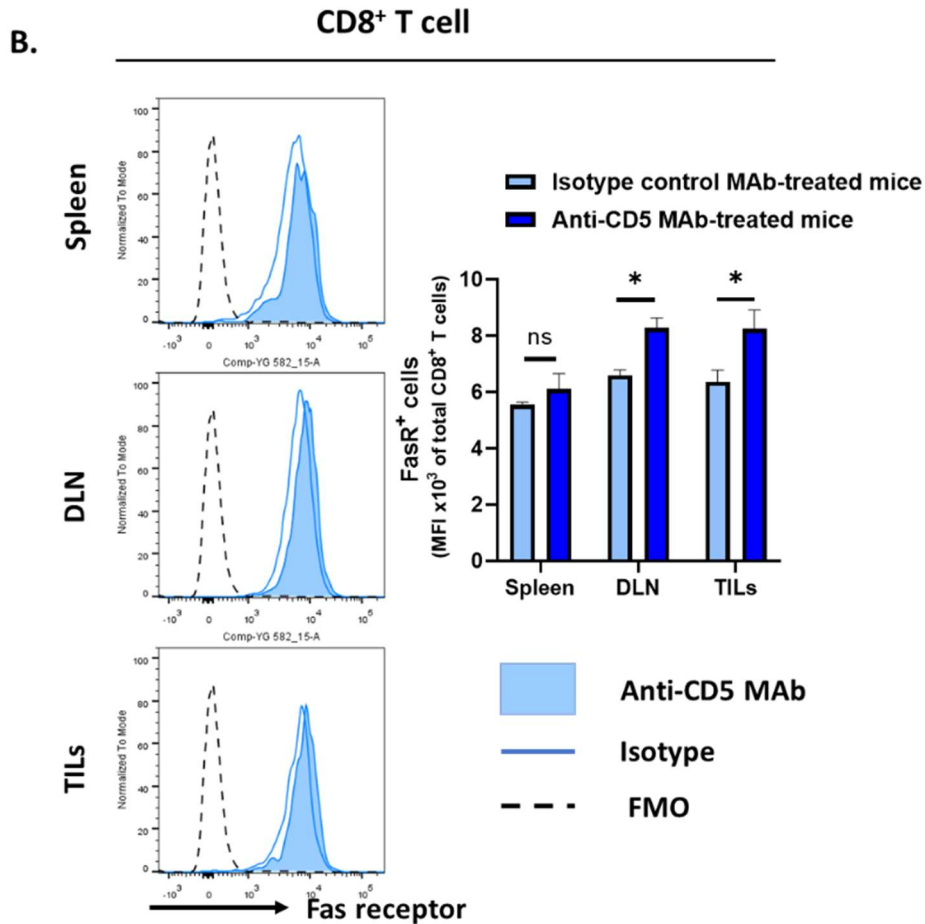 B.
CD8⁺ T cell
Spleen
Normalized To Mode
100
80
60
40
20
0
-10³ 0 10³ 10⁴ 10⁵
Comp-YG 582_15-A
DLN
Normalized To Mode
100
80
60
40
20
0
-10³ 0 10³ 10⁴ 10⁵
Comp-YG 582_15-A
TILs
Normalized To Mode
100
80
60
40
20
0
-10³ 0 10³ 10⁴ 10⁵
Fas receptor
Isotype control MAb-treated mice
Anti-CD5 MAb-treated mice
FasR⁺ cells
(MFI x10³ of total CD8⁺ T cells)
10
8
6
4
2
0
ns
*
*
Spleen DLN TILs
Anti-CD5 MAb
Isotype
FMO